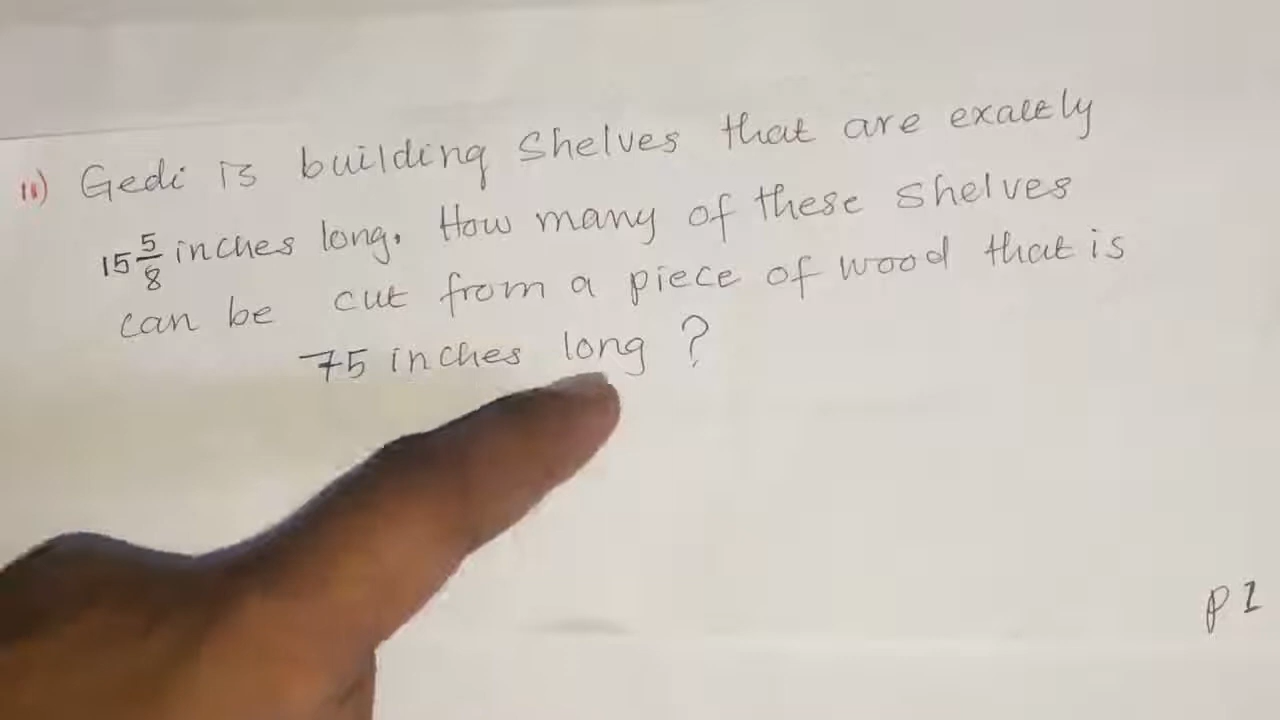 11) Gedi is building shelves that are exactly
15 5/8 inches long. How many of these shelves
can be cut from a piece of wood that is
75 inches long ?
P1